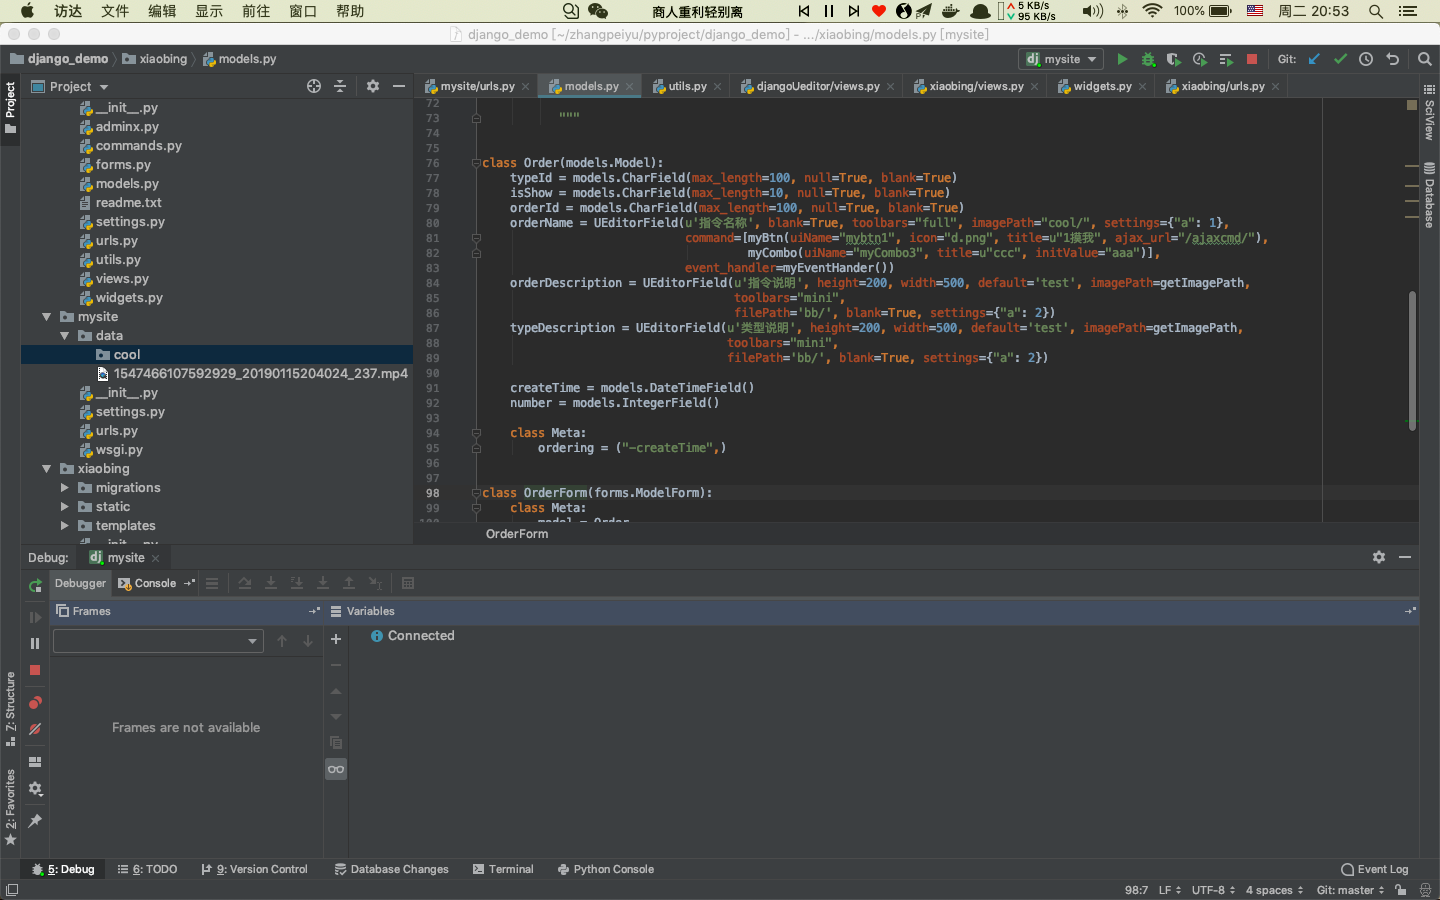 访达 文件 编辑 显示 前往 窗口 帮助 商人重利轻别离 5 KB/s 95 KB/s 100% 周二 20:53
django_demo [~/zhangpeiyu/pyproject/django_demo] - .../xiaobing/models.py [mysite]
django_demo xiaobing models.py mysite Git:
Project
mysite/urls.py models.py utils.py djangoUeditor/views.py xiaobing/views.py widgets.py xiaobing/urls.py
Project
__init__.py
adminx.py
commands.py
forms.py
models.py
readme.txt
settings.py
urls.py
utils.py
views.py
widgets.py
mysite
data
cool
1547466107592929_20190115204024_237.mp4
__init__.py
settings.py
urls.py
wsgi.py
xiaobing
migrations
static
templates
__init__.py
72
73 """
74
75
76 class Order(models.Model):
77 typeId = models.CharField(max_length=100, null=True, blank=True)
78 isShow = models.CharField(max_length=10, null=True, blank=True)
79 orderId = models.CharField(max_length=100, null=True, blank=True)
80 orderName = UEditorField(u'指令名称', blank=True, toolbars="full", imagePath="cool/", settings={"a": 1},
81 command=[myBtn(uiName="mybtn1", icon="d.png", title=u"1摸我", ajax_url="/ajaxcmd/"),
82 myCombo(uiName="myCombo3", title=u"ccc", initValue="aaa")],
83 event_handler=myEventHander())
84 orderDescription = UEditorField(u'指令说明', height=200, width=500, default='test', imagePath=getImagePath,
85 toolbars="mini",
86 filePath='bb/', blank=True, settings={"a": 2})
87 typeDescription = UEditorField(u'类型说明', height=200, width=500, default='test', imagePath=getImagePath,
88 toolbars="mini",
89 filePath='bb/', blank=True, settings={"a": 2})
90
91 createTime = models.DateTimeField()
92 number = models.IntegerField()
93
94 class Meta:
95 ordering = ("-createTime",)
96
97
98 class OrderForm(forms.ModelForm):
99 class Meta:
100 model = Order
OrderForm
SciView
Database
Debug: mysite
Debugger Console
Frames Variables
Connected
Frames are not available
7: Structure
2: Favorites
5: Debug 6: TODO 9: Version Control Database Changes Terminal Python Console Event Log
98:7 LF UTF-8 4 spaces Git: master